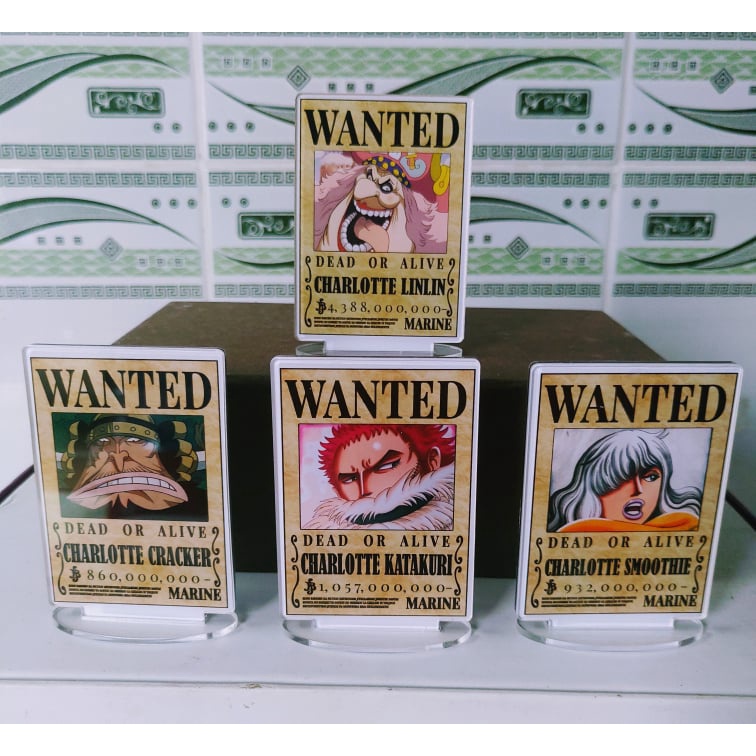 WANTED
DEAD OR ALIVE
CHARLOTTE LINLIN
฿4,388,000,000-
MARINE
WANTED
DEAD OR ALIVE
CHARLOTTE CRACKER
฿860,000,000-
MARINE
WANTED
DEAD OR ALIVE
CHARLOTTE KATAKURI
฿1,057,000,000-
MARINE
WANTED
DEAD OR ALIVE
CHARLOTTE SMOOTHIE
฿932,000,000-
MARINE